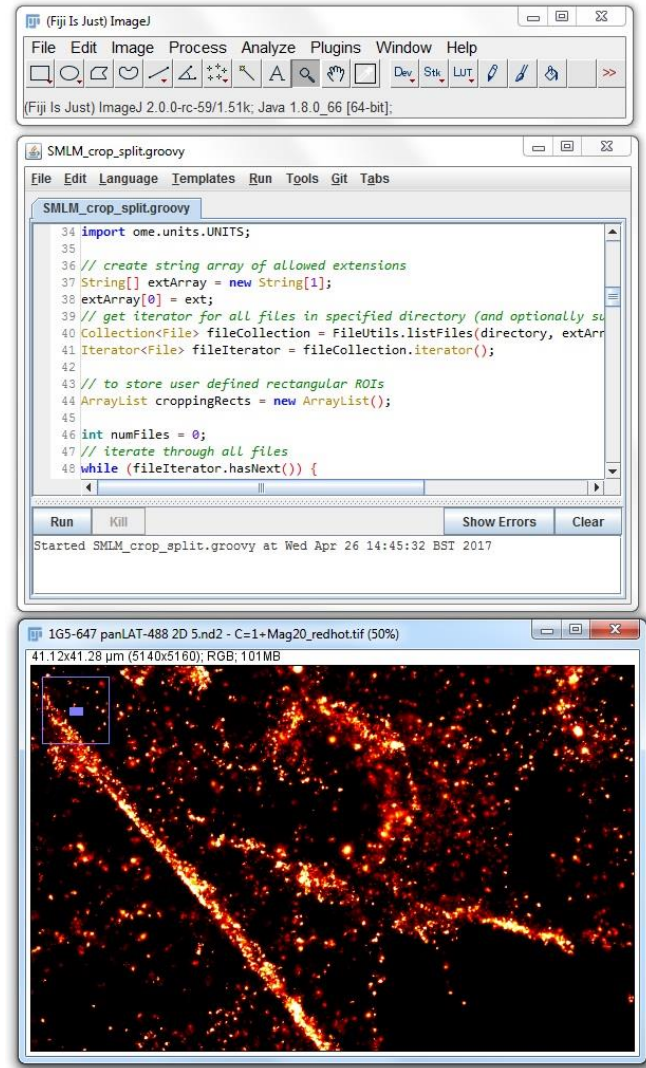 (Fiji Is Just) ImageJ
File Edit Image Process Analyze Plugins Window Help
A Dev Stk LUT >>
(Fiji Is Just) ImageJ 2.0.0-rc-59/1.51k; Java 1.8.0_66 [64-bit];
SMLM_crop_split.groovy
File Edit Language Templates Run Tools Git Tabs
SMLM_crop_split.groovy
34 import ome.units.UNITS;
35
36 // create string array of allowed extensions
37 String[] extArray = new String[1];
38 extArray[0] = ext;
39 // get iterator for all files in specified directory (and optionally su
40 Collection<File> fileCollection = FileUtils.listFiles(directory, extArr
41 Iterator<File> fileIterator = fileCollection.iterator();
42
43 // to store user defined rectangular ROIs
44 ArrayList croppingRects = new ArrayList();
45
46 int numFiles = 0;
47 // iterate through all files
48 while (fileIterator.hasNext()) {
Run Kill Show Errors Clear
Started SMLM_crop_split.groovy at Wed Apr 26 14:45:32 BST 2017
1G5-647 panLAT-488 2D 5.nd2 - C=1+Mag20_redhot.tif (50%)
41.12x41.28 µm (5140x5160); RGB; 101MB